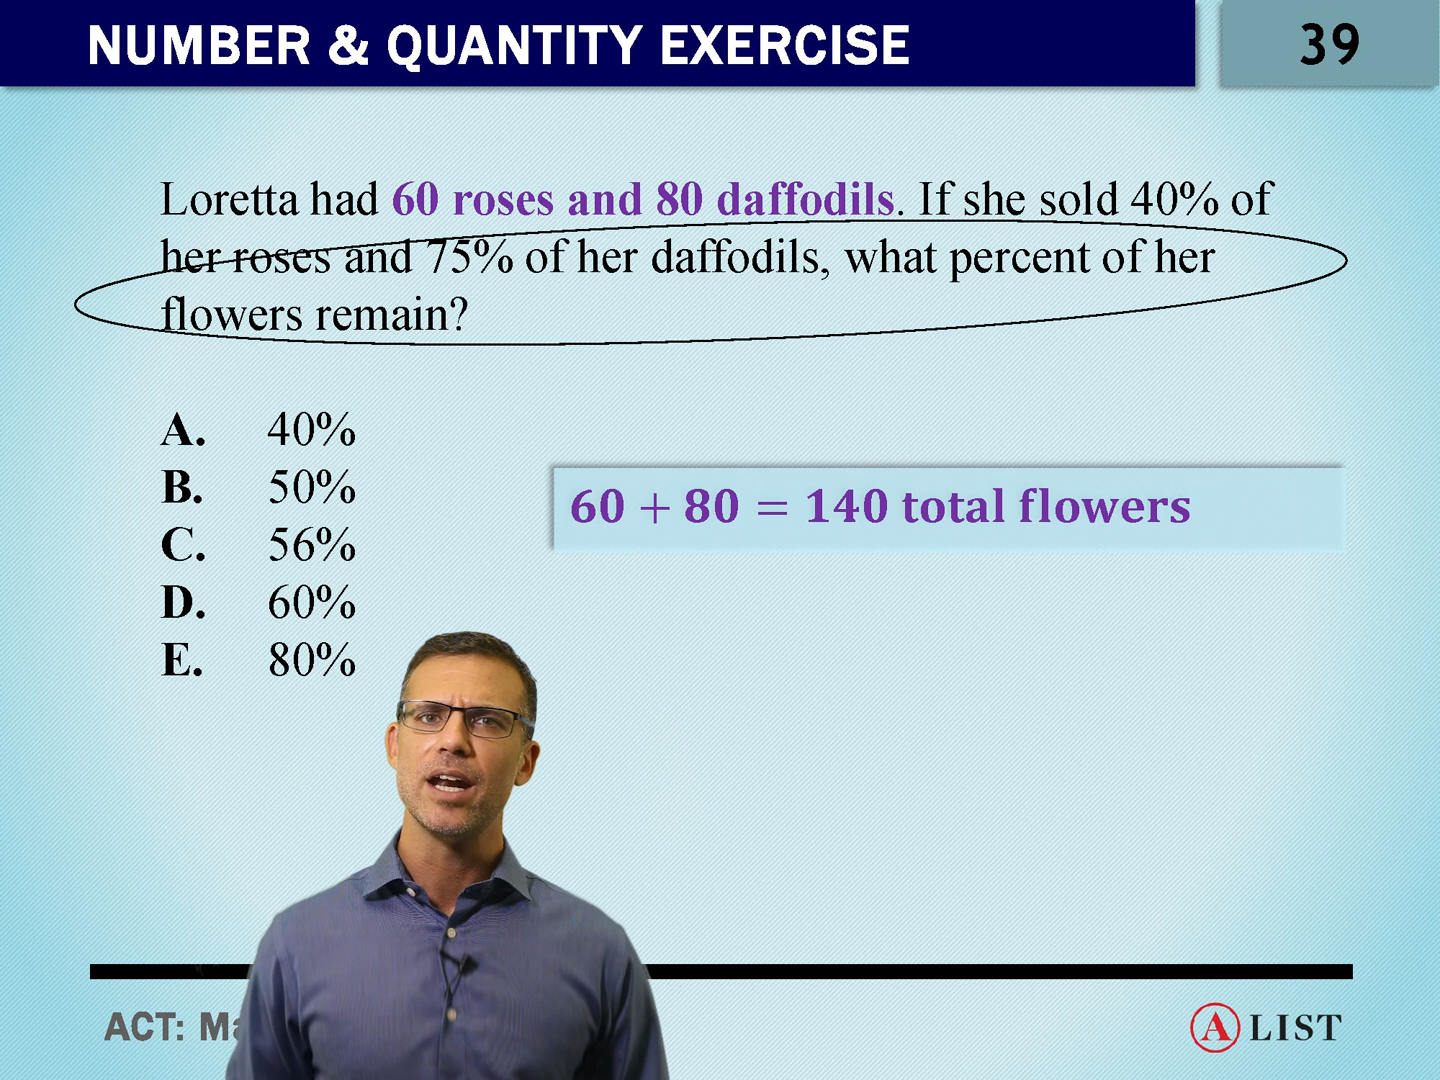 NUMBER & QUANTITY EXERCISE
39
Loretta had 60 roses and 80 daffodils. If she sold 40% of
her roses and 75% of her daffodils, what percent of her
flowers remain?
A. 40%
B. 50%
C. 56%
D. 60%
E. 80%
60 + 80 = 140 total flowers
ACT:
A LIST